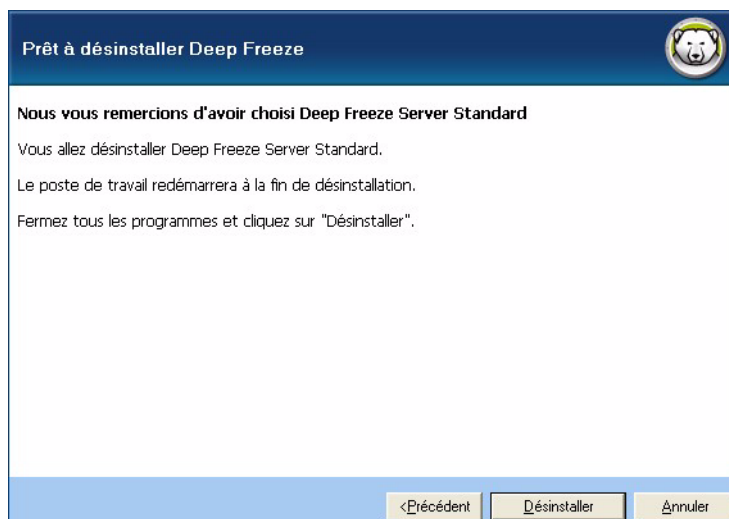 Prêt à désinstaller Deep Freeze
Nous vous remercions d'avoir choisi Deep Freeze Server Standard
Vous allez désinstaller Deep Freeze Server Standard.
Le poste de travail redémarrera à la fin de désinstallation.
Fermez tous les programmes et cliquez sur "Désinstaller".
<Précédent
Désinstaller
Annuler